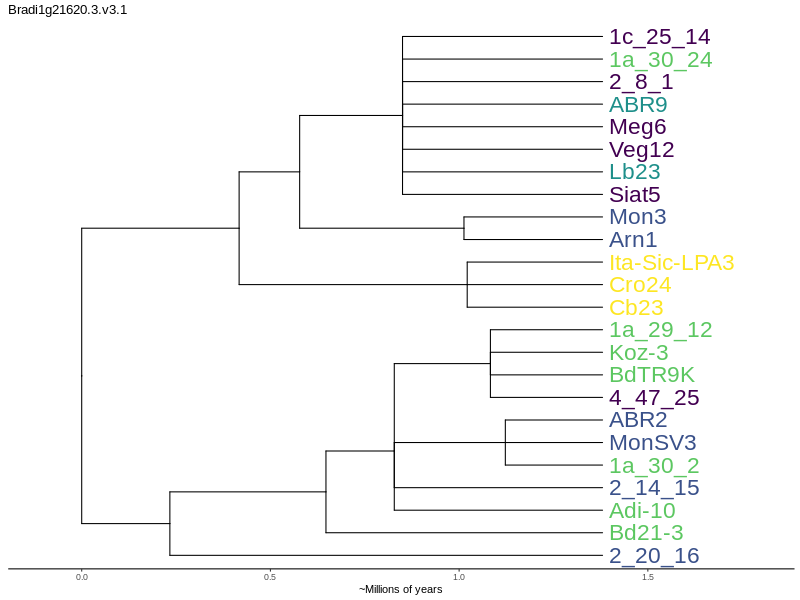 Bradi1g21620.3.v3.1
1c_25_14
1a_30_24
2_8_1
ABR9
Meg6
Veg12
Lb23
Siat5
Mon3
Arn1
Ita-Sic-LPA3
Cro24
Cb23
1a_29_12
Koz-3
BdTR9K
4_47_25
ABR2
MonSV3
1a_30_2
2_14_15
Adi-10
Bd21-3
2_20_16
0.0 0.5 1.0 1.5
~Millions of years